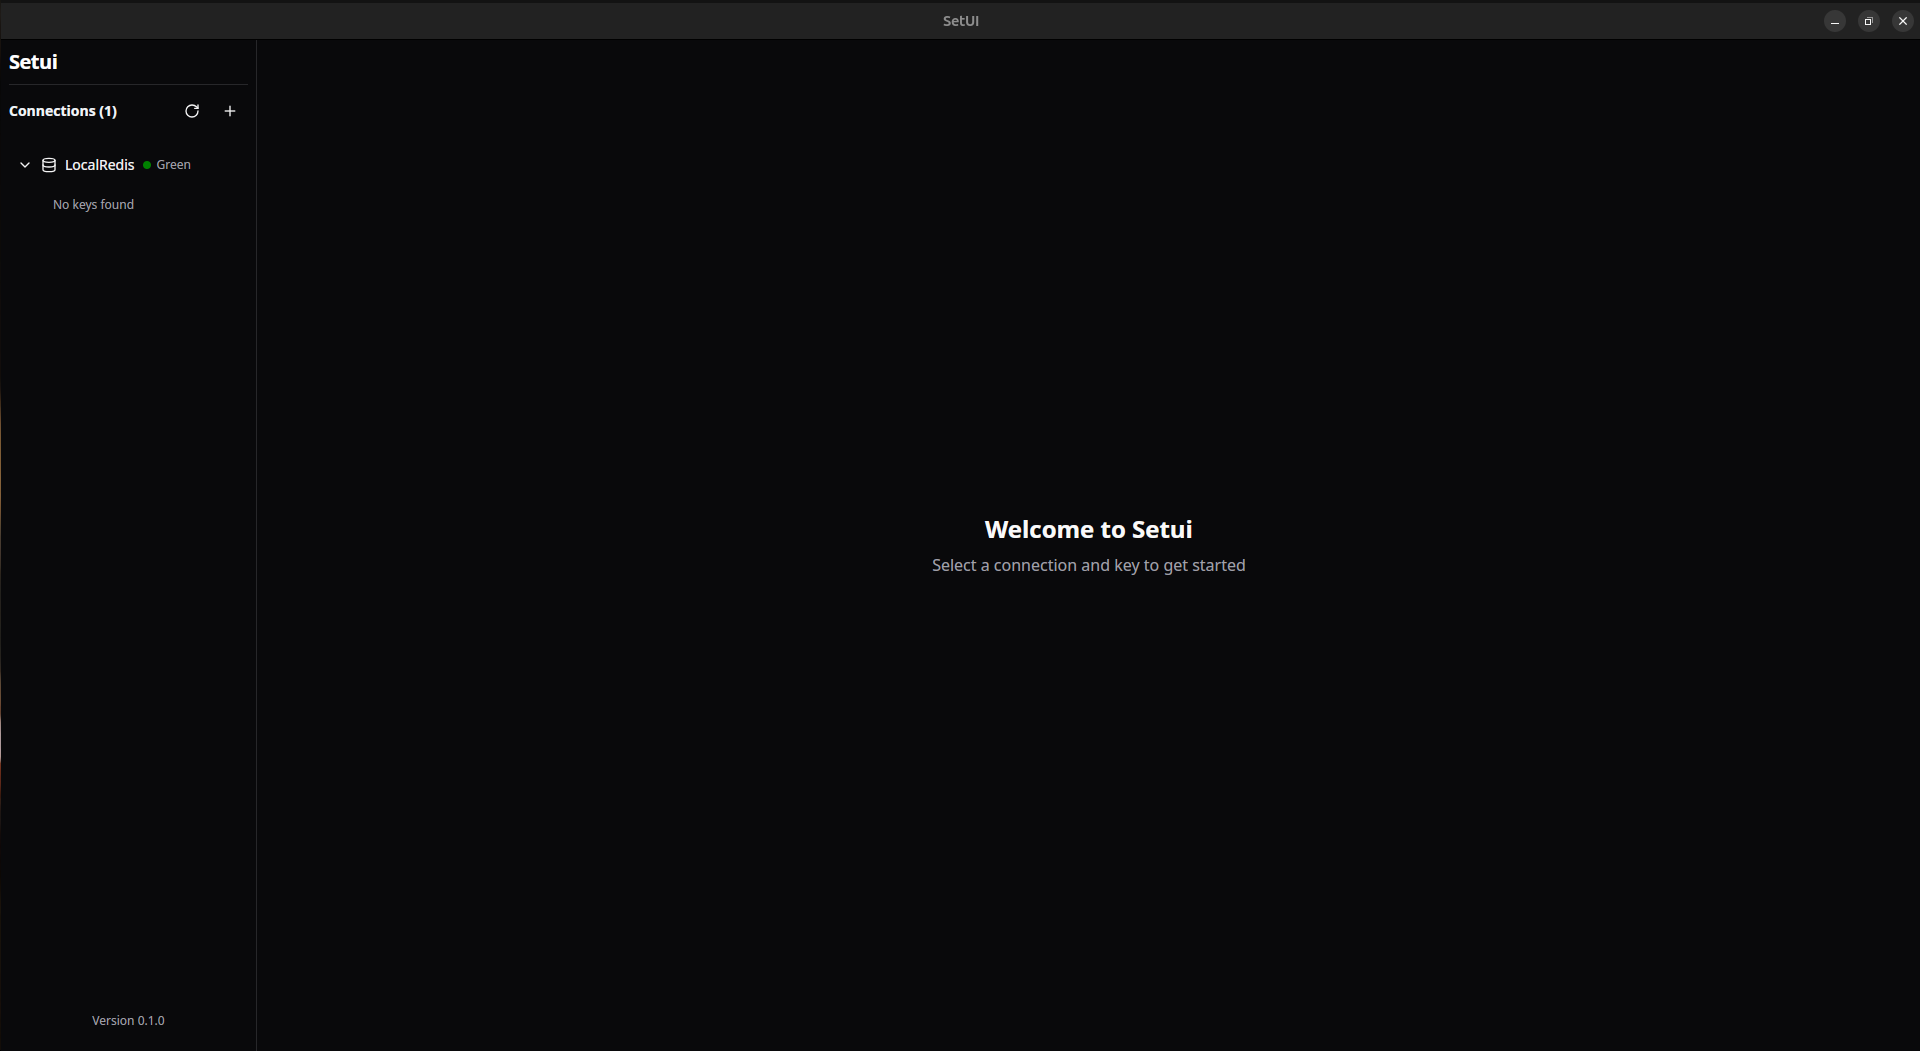 SetUI
Setui
Connections (1)
LocalRedis Green
No keys found
Welcome to Setui
Select a connection and key to get started
Version 0.1.0